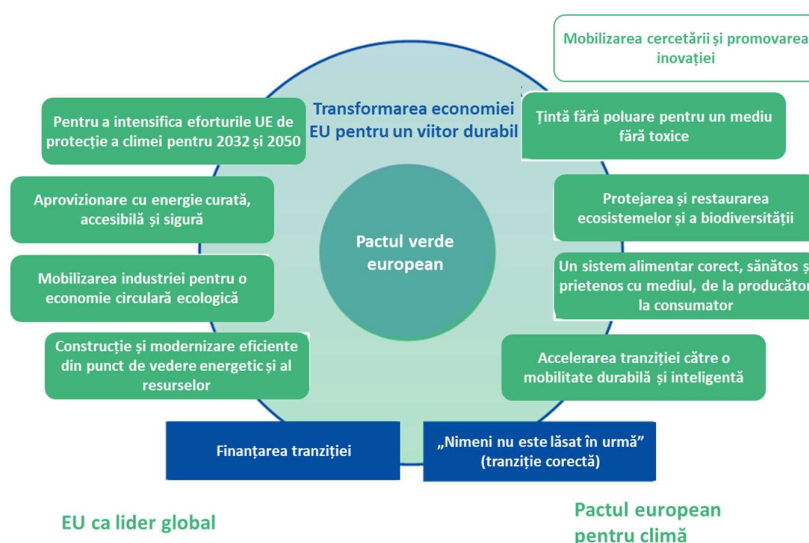 Mobilizarea cercetării și promovarea
inovației
Transformarea economiei
EU pentru un viitor durabil
Pentru a intensifica eforturile UE de
protecție a climei pentru 2032 și 2050
Țintă fără poluare pentru un mediu
fără toxice
Aprovizionare cu energie curată,
accesibilă și sigură
Protejarea și restaurarea
ecosistemelor și a biodiversității
Pactul verde
european
Mobilizarea industriei pentru o
economie circulară ecologică
Un sistem alimentar corect, sănătos ș
prietenos cu mediul, de la producător
la consumator
Construcție și modernizare eficiente
din punct de vedere energetic și al
resurselor
Accelerarea tranziției către o
mobilitate durabilă și inteligentă
Finanțarea tranziției
„Nimeni nu este lăsat în urmă”
(tranziție corectă)
EU ca lider global
Pactul european
pentru climă